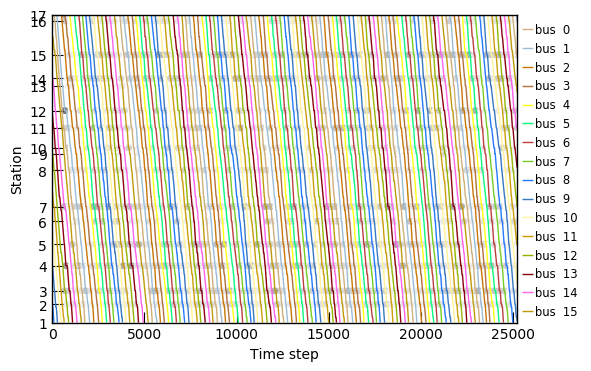 17
16
15
14
13
12
11
10
9
8
7
6
5
4
3
2
1
Station
0 5000 10000 15000 20000 25000
Time step
bus 0
bus 1
bus 2
bus 3
bus 4
bus 5
bus 6
bus 7
bus 8
bus 9
bus 10
bus 11
bus 12
bus 13
bus 14
bus 15